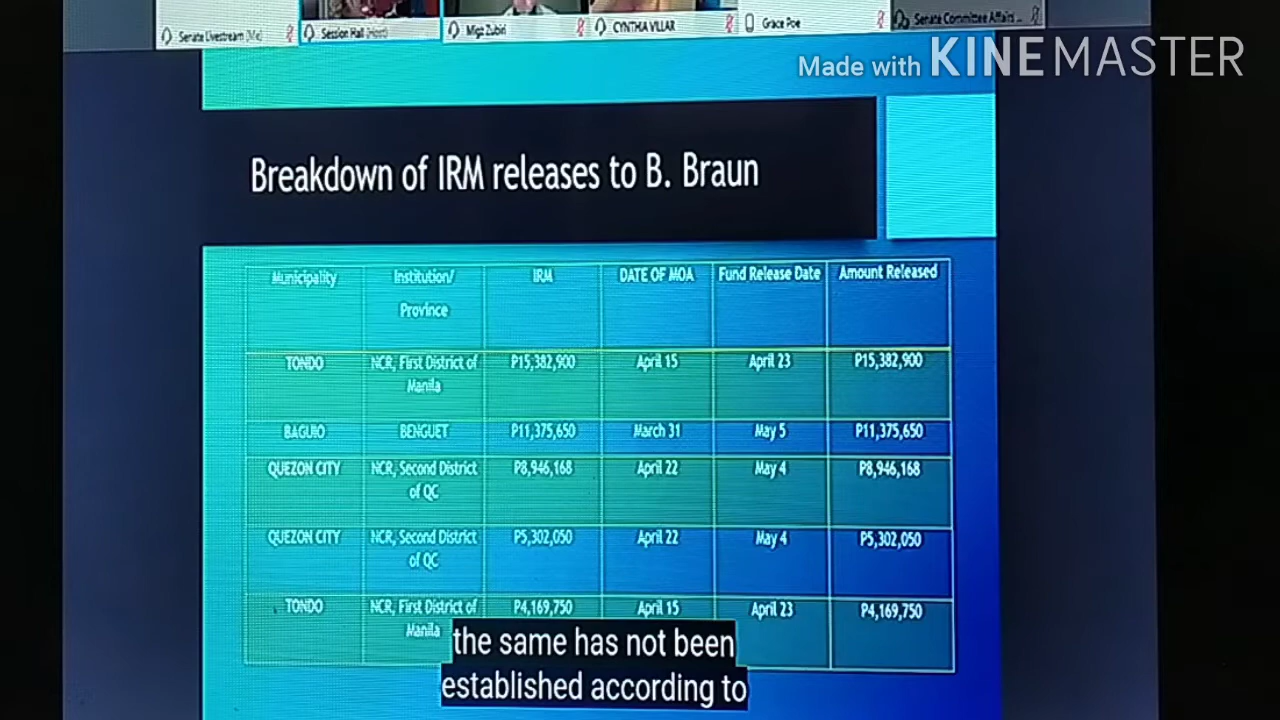 Senate Livestream (Me)
Session Hall (Host)
Migz Zubiri
CYNTHIA VILLAR
Grace Poe
Senate Committee Affairs ...
Made with KINEMASTER
Breakdown of IRM releases to B. Braun
Municipality Institution/ Province IRM DATE OF MOA Fund Release Date Amount Released
TONDO NCR, First District of Manila P15,382,900 April 15 April 23 P15,382,900
BAGUIO BENGUET P11,375,650 March 31 May 5 P11,375,650
QUEZON CITY NCR, Second District of QC P8,946,168 April 22 May 4 P8,946,168
QUEZON CITY NCR, Second District of QC P5,302,050 April 22 May 4 P5,302,050
TONDO NCR, First District of Manila P4,169,750 April 15 April 23 P4,169,750
the same has not been
established according to